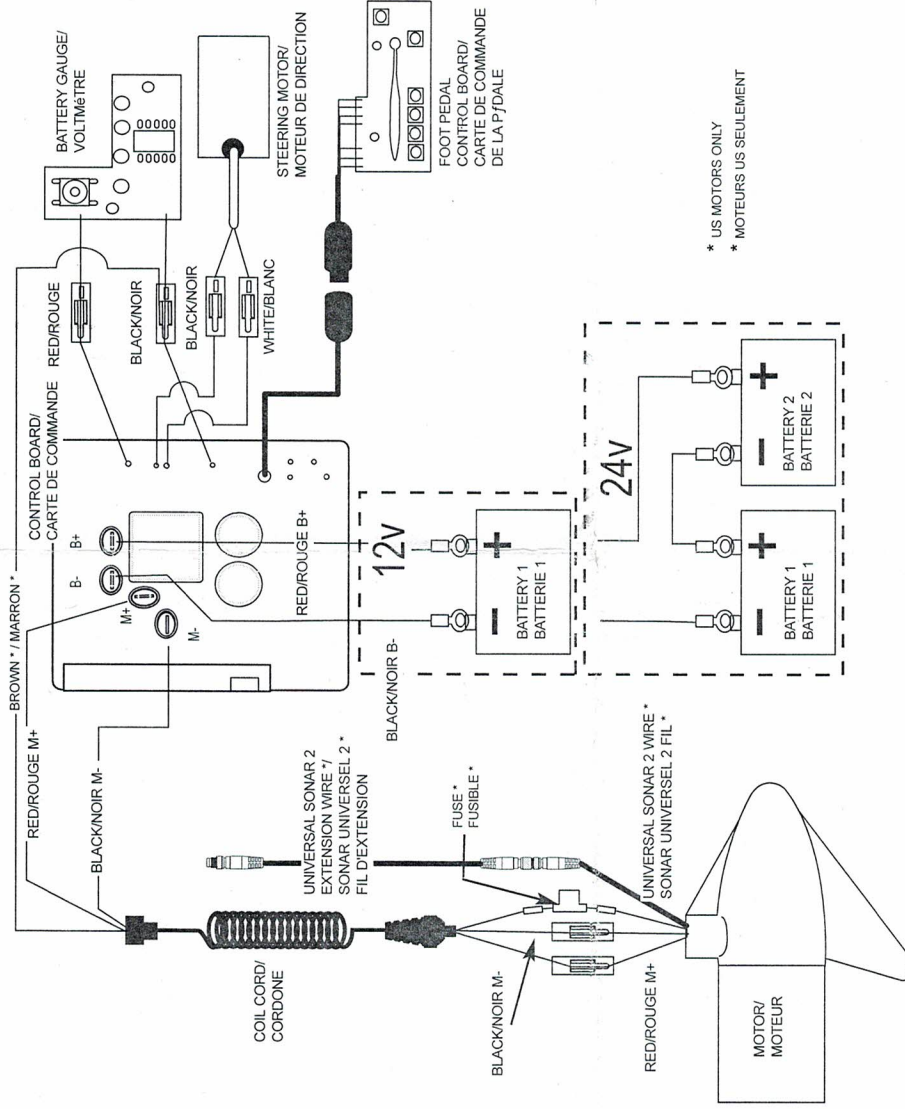 BATTERY GAUGE/
VOLTMèTRE
STEERING MOTOR/
MOTEUR DE DIRECTION
FOOT PEDAL
CONTROL BOARD/
CARTE DE COMMANDE
DE LA PƒDALE
* US MOTORS ONLY
* MOTEURS US SEULEMENT
RED/ROUGE
BLACK/NOIR
BLACK/NOIR
WHITE/BLANC
CONTROL BOARD/
CARTE DE COMMANDE
BROWN * / MARRON *
RED/ROUGE M+
BLACK/NOIR M-
B+
B-
M+
M-
RED/ROUGE B+
BLACK/NOIR B-
12v
- +
BATTERY 1
BATTERIE 1
24v
- +
BATTERY 1
BATTERIE 1
- +
BATTERY 2
BATTERIE 2
COIL CORD/
CORDONE
UNIVERSAL SONAR 2
EXTENSION WIRE */
SONAR UNIVERSEL 2 *
FIL D'EXTENSION
FUSE *
FUSIBLE *
BLACK/NOIR M-
RED/ROUGE M+
UNIVERSAL SONAR 2 WIRE *
SONAR UNIVERSEL 2 FIL *
MOTOR/
MOTEUR